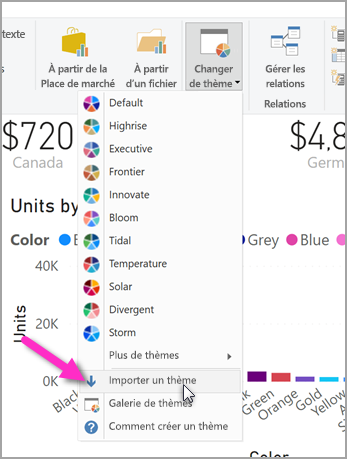 texte
À partir de la
Place de marché
À partir
d'un fichier
Changer
de thème
Gérer les
relations
Relations
$720
Canada
$4,8
Germ
Default
Highrise
Executive
Frontier
Innovate
Bloom
Tidal
Temperature
Solar
Divergent
Storm
Plus de thèmes
Importer un thème
Galerie de thèmes
Comment créer un thème
Units by
Color
Grey
Blue
40K
20K
0K
Units
Green
Orange
Gold
Yellow
Color